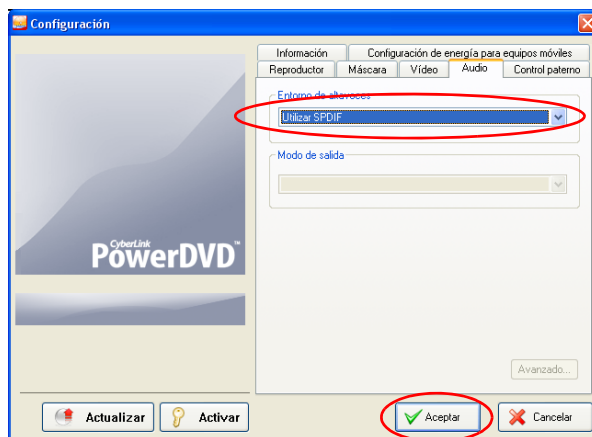 Configuración
Información
Configuración de energía para equipos móviles
Reproductor
Máscara
Vídeo
Audio
Control paterno
Entorno de altavoces
Utilizar SPDIF
Modo de salida
CyberLink
PowerDVD™
Avanzado...
Actualizar
Activar
Aceptar
Cancelar